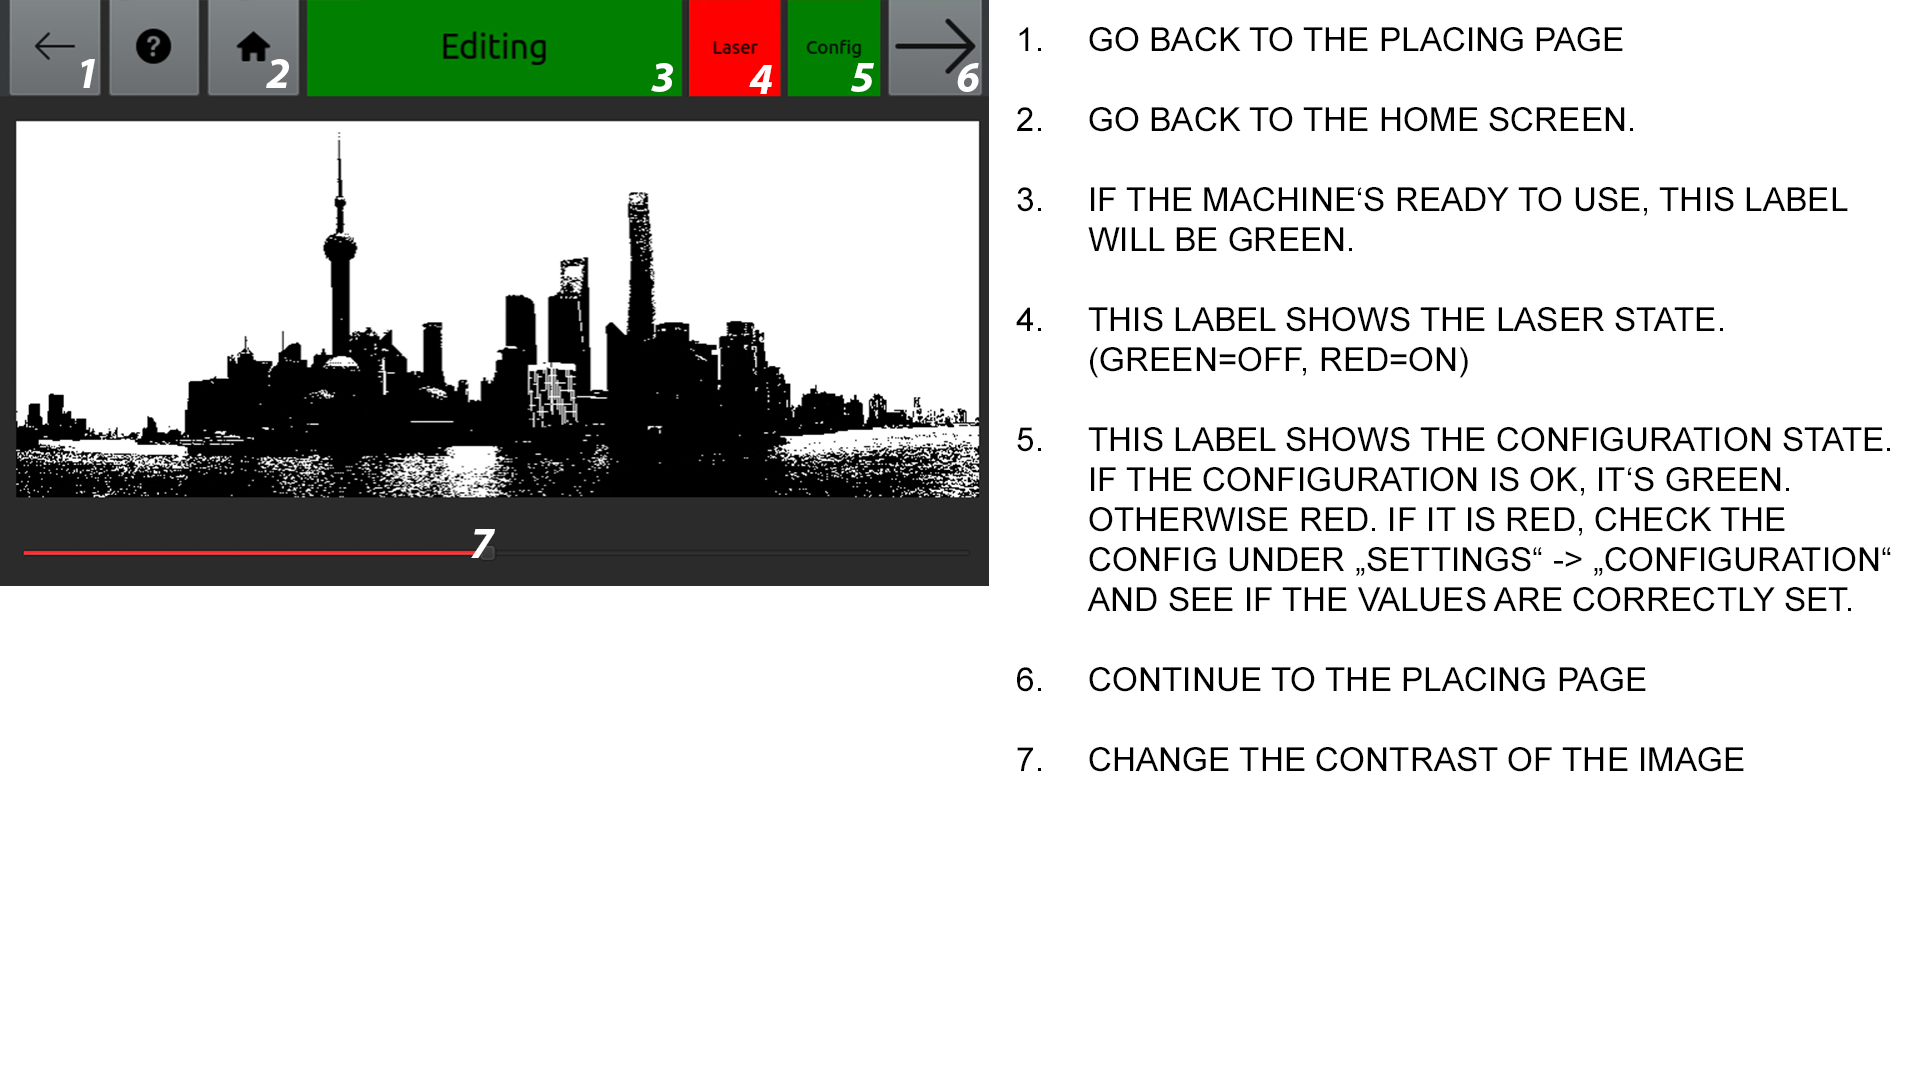 1
?
2
Editing
3
Laser
4
Config
5
6
7
1. GO BACK TO THE PLACING PAGE
2. GO BACK TO THE HOME SCREEN.
3. IF THE MACHINE‘S READY TO USE, THIS LABEL
WILL BE GREEN.
4. THIS LABEL SHOWS THE LASER STATE.
(GREEN=OFF, RED=ON)
5. THIS LABEL SHOWS THE CONFIGURATION STATE.
IF THE CONFIGURATION IS OK, IT‘S GREEN.
OTHERWISE RED. IF IT IS RED, CHECK THE
CONFIG UNDER „SETTINGS“ -> „CONFIGURATION“
AND SEE IF THE VALUES ARE CORRECTLY SET.
6. CONTINUE TO THE PLACING PAGE
7. CHANGE THE CONTRAST OF THE IMAGE